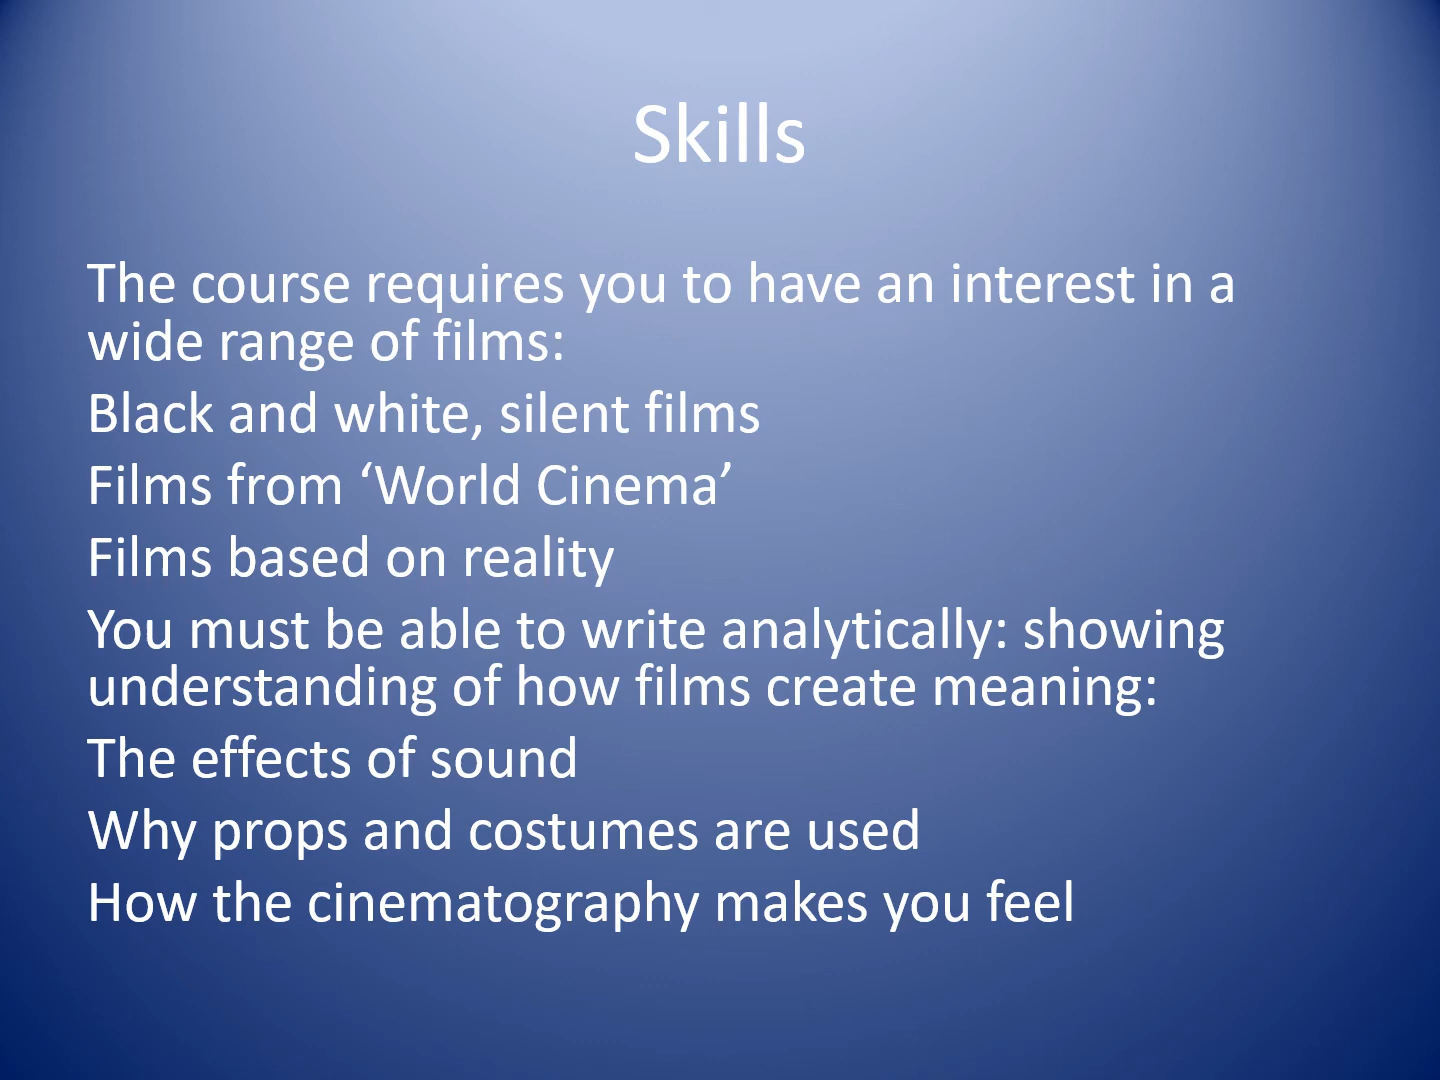 Skills
The course requires you to have an interest in a
wide range of films:
Black and white, silent films
Films from ‘World Cinema’
Films based on reality
You must be able to write analytically: showing
understanding of how films create meaning:
The effects of sound
Why props and costumes are used
How the cinematography makes you feel